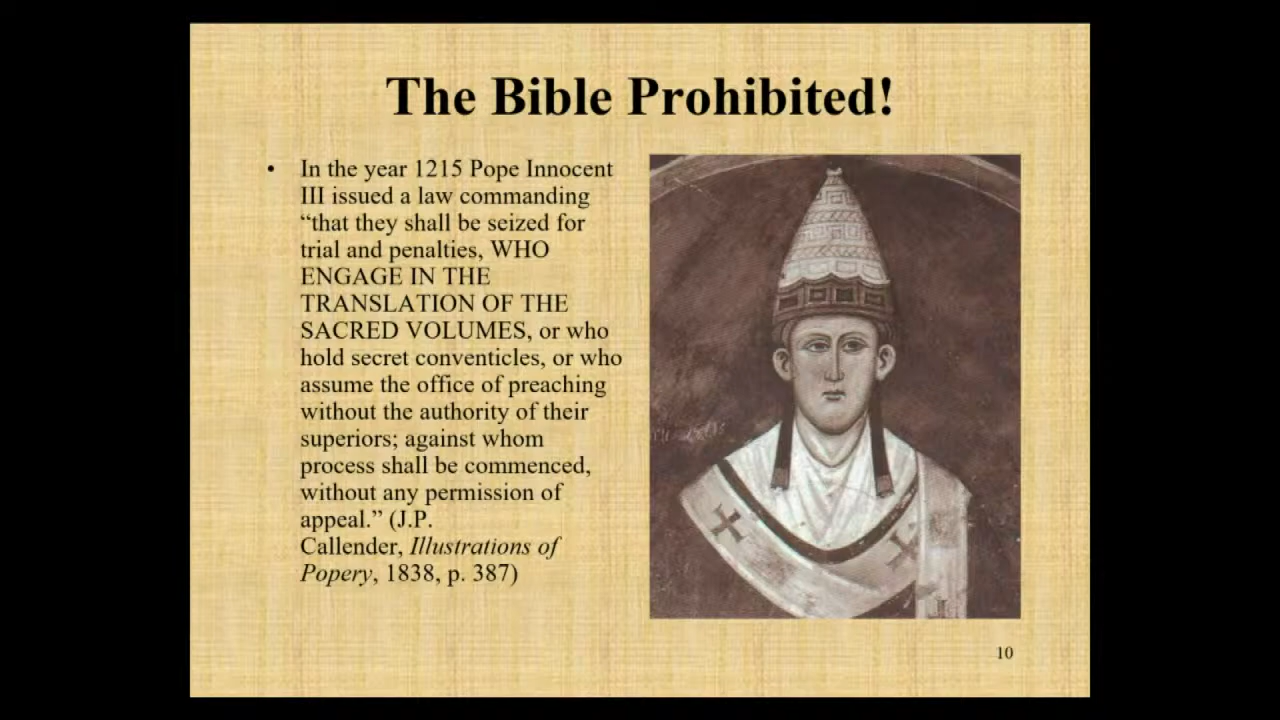 The Bible Prohibited!
• In the year 1215 Pope Innocent
III issued a law commanding
“that they shall be seized for
trial and penalties, WHO
ENGAGE IN THE
TRANSLATION OF THE
SACRED VOLUMES, or who
hold secret conventicles, or who
assume the office of preaching
without the authority of their
superiors; against whom
process shall be commenced,
without any permission of
appeal.” (J.P.
Callender, Illustrations of
Popery, 1838, p. 387)
10